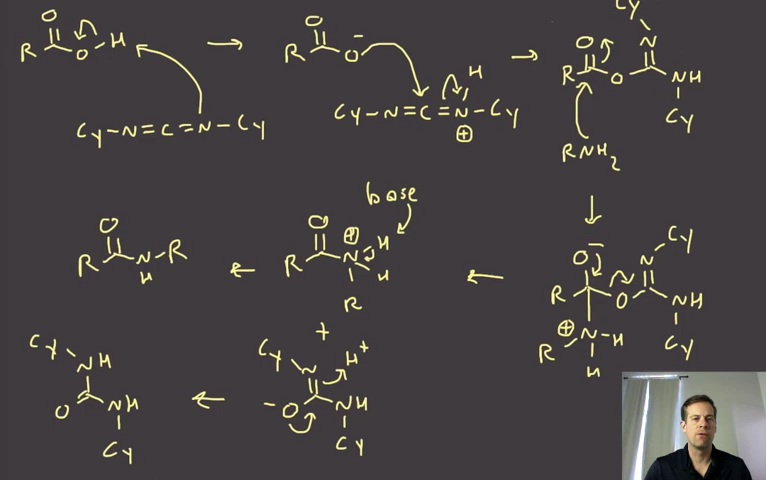 O
R O H
Cy-N=C=N-Cy
O
R O-
H
Cy-N=C=N-Cy
+
Cy
O N
R O NH
Cy
RNH2
O- N Cy
R O NH
+ N-H Cy
R H
base
O + H
R N H
R
O
R N-R
H
+
Cy N H+
-O NH
Cy
Cy NH
O NH
Cy